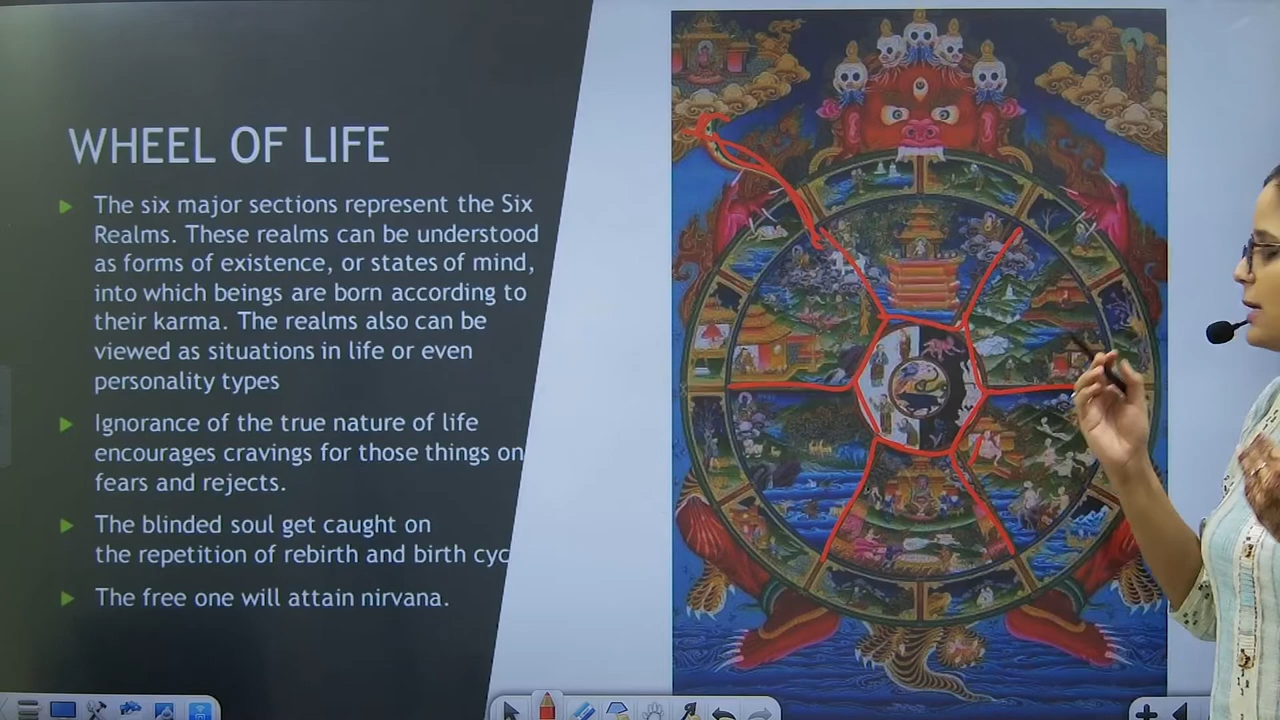 WHEEL OF LIFE
The six major sections represent the Six
Realms. These realms can be understood
as forms of existence, or states of mind,
into which beings are born according to
their karma. The realms also can be
viewed as situations in life or even
personality types
Ignorance of the true nature of life
encourages cravings for those things on
fears and rejects.
The blinded soul get caught on
the repetition of rebirth and birth cyc
The free one will attain nirvana.